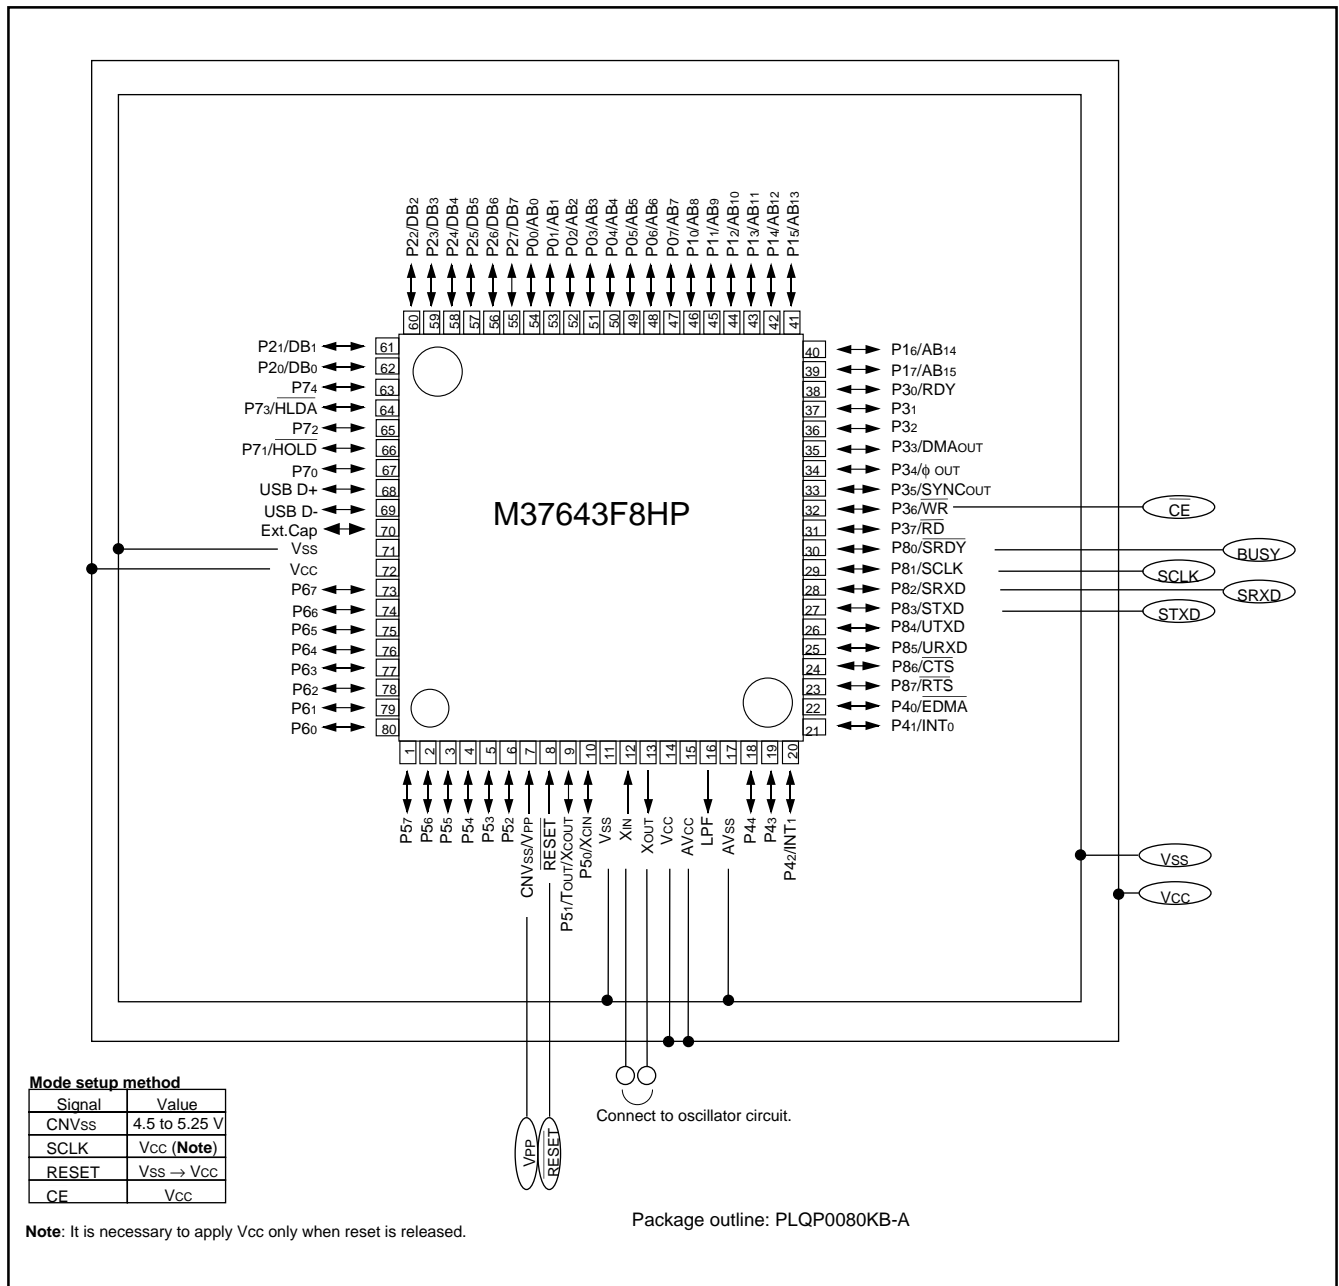 P22/DB2
P23/DB3
P24/DB4
P25/DB5
P26/DB6
P27/DB7
P00/AB0
P01/AB1
P02/AB2
P03/AB3
P04/AB4
P05/AB5
P06/AB6
P07/AB7
P10/AB8
P11/AB9
P12/AB10
P13/AB11
P14/AB12
P15/AB13
60
59
58
57
56
55
54
53
52
51
50
49
48
47
46
45
44
43
42
41
P21/DB1 61
P20/DB0 62
P74 63
P73/HLDA 64
P72 65
P71/HOLD 66
P70 67
USB D+ 68
USB D- 69
Ext.Cap 70
Vss 71
Vcc 72
P67 73
P66 74
P65 75
P64 76
P63 77
P62 78
P61 79
P60 80
M37643F8HP
40 P16/AB14
39 P17/AB15
38 P30/RDY
37 P31
36 P32
35 P33/DMAOUT
34 P34/ϕ OUT
33 P35/SYNCOUT
32 P36/WR
31 P37/RD
30 P80/SRDY
29 P81/SCLK
28 P82/SRXD
27 P83/STXD
26 P84/UTXD
25 P85/URXD
24 P86/CTS
23 P87/RTS
22 P40/EDMA
21 P41/INT0
CE
BUSY
SCLK
SRXD
STXD
1
2
3
4
5
6
7
8
9
10
11
12
13
14
15
16
17
18
19
20
P57
P56
P55
P54
P53
P52
CNVSS/VPP
RESET
P51/TOUT/XCOUT
P50/XCIN
Vss
XIN
XOUT
Vcc
AVcc
LPF
AVss
P44
P43
P42/INT1
Vss
Vcc
Connect to oscillator circuit.
VPP
RESET
Mode setup method
Signal Value
CNVss 4.5 to 5.25 V
SCLK Vcc (Note)
RESET Vss → Vcc
CE Vcc
Note: It is necessary to apply Vcc only when reset is released.
Package outline: PLQP0080KB-A